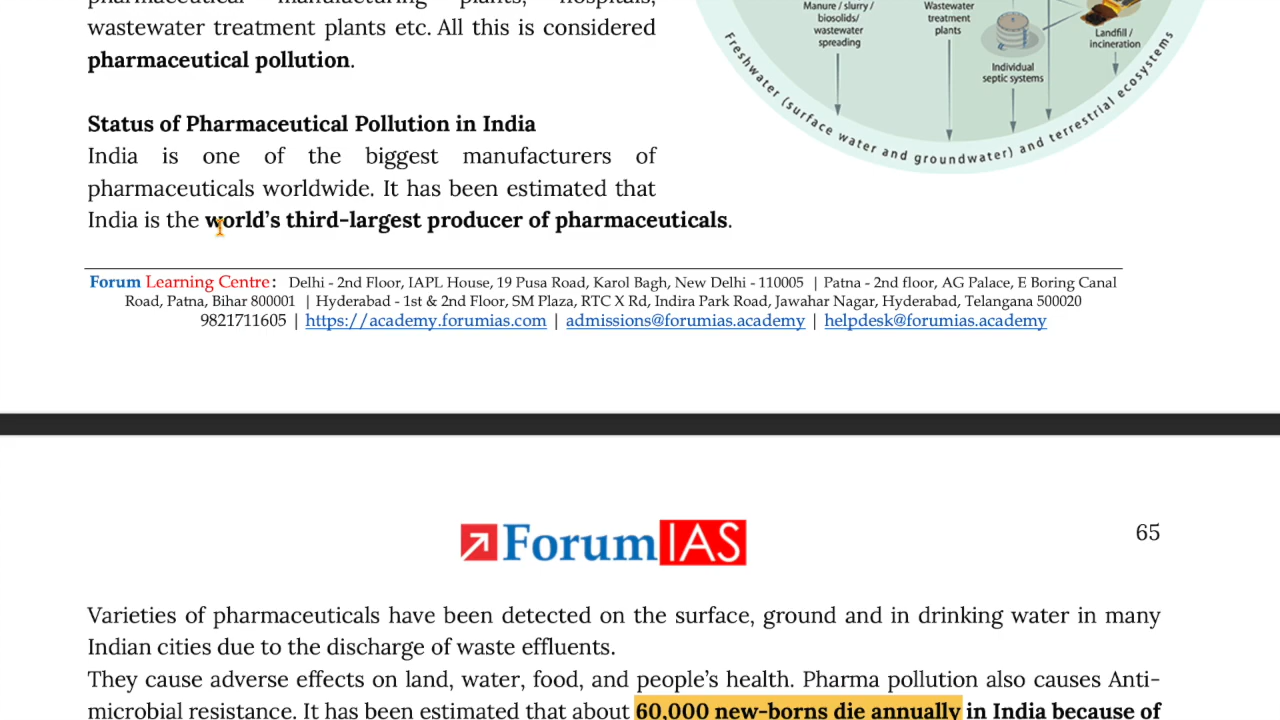 pharmaceutical manufacturing plants, hospitals,
wastewater treatment plants etc. All this is considered
pharmaceutical pollution.
Manure / slurry /
biosolids/
wastewater
spreading
Wastewater
treatment
plants
Individual
septic systems
Landfill /
incineration
Freshwater (surface water and groundwater) and terrestrial ecosystems
Status of Pharmaceutical Pollution in India
India is one of the biggest manufacturers of
pharmaceuticals worldwide. It has been estimated that
India is the world's third-largest producer of pharmaceuticals.
Forum Learning Centre: Delhi - 2nd Floor, IAPL House, 19 Pusa Road, Karol Bagh, New Delhi - 110005 | Patna - 2nd floor, AG Palace, E Boring Canal
Road, Patna, Bihar 800001 | Hyderabad - 1st & 2nd Floor, SM Plaza, RTC X Rd, Indira Park Road, Jawahar Nagar, Hyderabad, Telangana 500020
9821711605 | https://academy.forumias.com | admissions@forumias.academy | helpdesk@forumias.academy
ForumIAS
65
Varieties of pharmaceuticals have been detected on the surface, ground and in drinking water in many
Indian cities due to the discharge of waste effluents.
They cause adverse effects on land, water, food, and people's health. Pharma pollution also causes Anti-
microbial resistance. It has been estimated that about 60,000 new-borns die annually in India because of